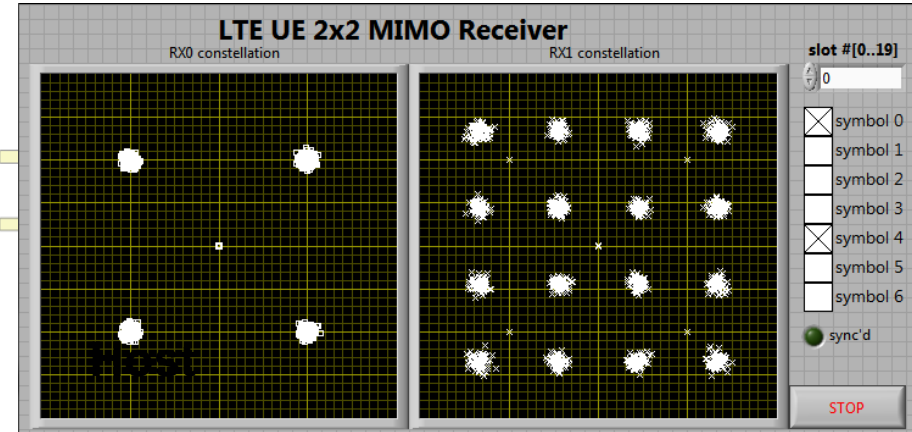 LTE UE 2x2 MIMO Receiver
RX0 constellation
RX1 constellation
slot #[0..19]
0
symbol 0
symbol 1
symbol 2
symbol 3
symbol 4
symbol 5
symbol 6
sync'd
Host
STOP